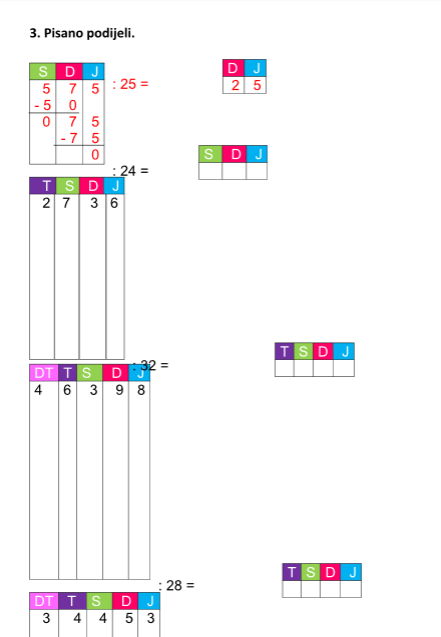 3. Pisano podijeli.
S D J
5 7 5 : 25 =
D J
2 5
- 5 0
0 7 5
- 7 5
0
: 24 =
S D J
T S D J
2 7 3 6
: 32 =
T S D J
DT T S D J
4 6 3 9 8
: 28 =
T S D J
DT T S D J
3 4 4 5 3